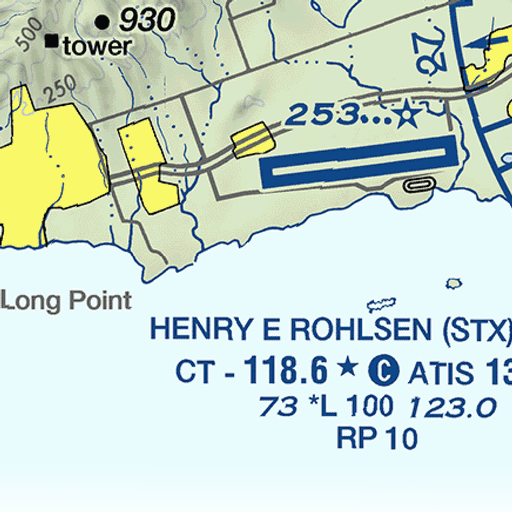 930
500
tower
27
250
253...
Long Point
HENRY E ROHLSEN (STX)
CT - 118.6 ★ C ATIS 13
73 *L 100 123.0
RP 10